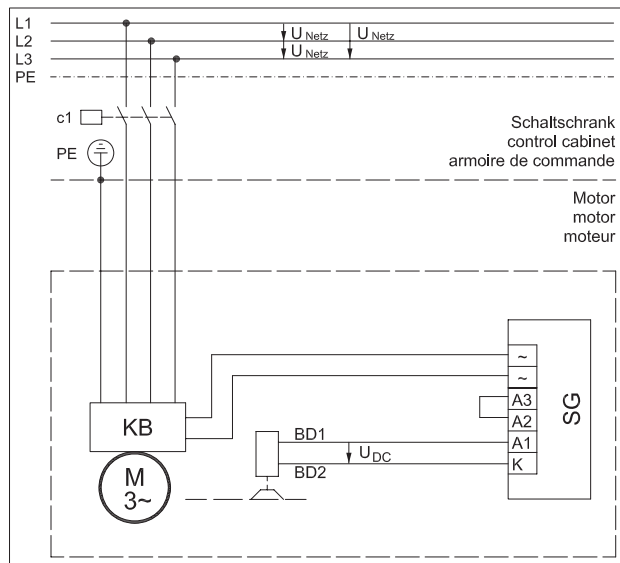 L1
L2
L3
PE
U Netz
U Netz
U Netz
c1
PE
Schaltschrank
control cabinet
armoire de commande
Motor
motor
moteur
~
~
A3
A2
A1
K
SG
KB
M
3~
BD1
UDC
BD2